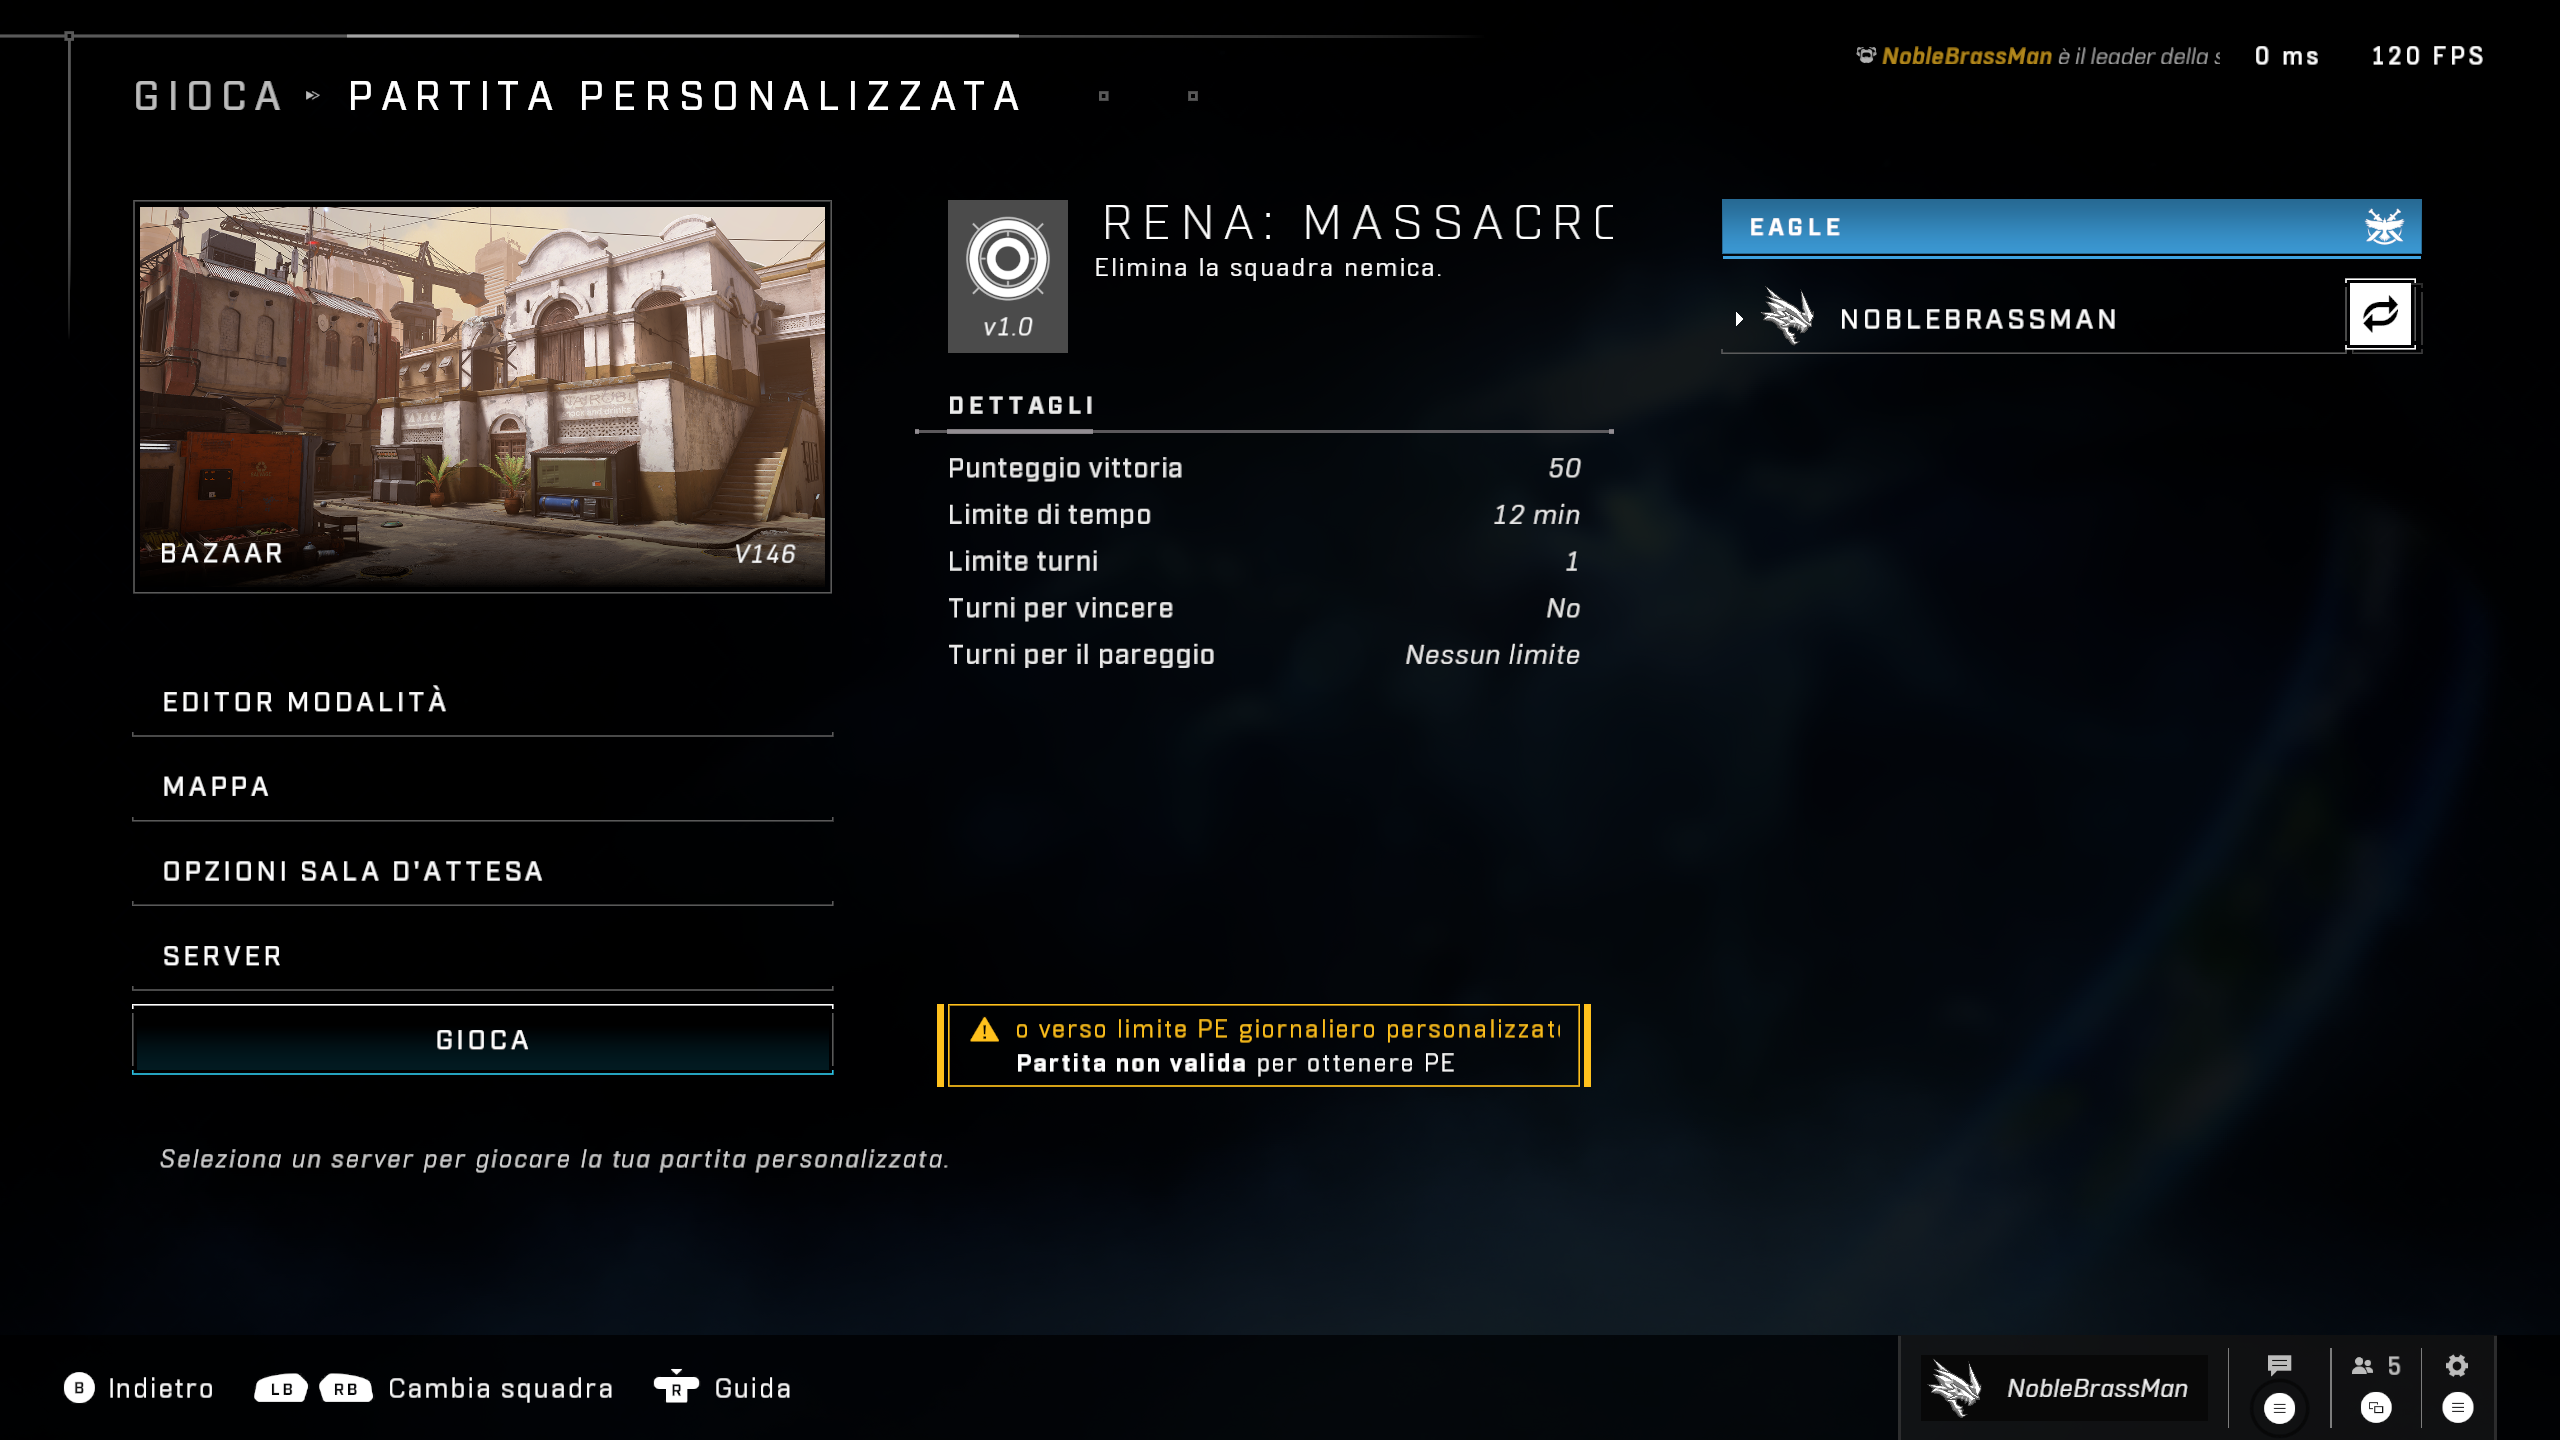 GIOCA PARTITA PERSONALIZZATA
NobleBrassMan è il leader della s
0 ms
120 FPS
NAIROBI
BAZAAR
V146
EDITOR MODALITÀ
MAPPA
OPZIONI SALA D'ATTESA
SERVER
GIOCA
Seleziona un server per giocare la tua partita personalizzata.
v1.0
RENA: MASSACRO
Elimina la squadra nemica.
DETTAGLI
Punteggio vittoria 50
Limite di tempo 12 min
Limite turni 1
Turni per vincere No
Turni per il pareggio Nessun limite
o verso limite PE giornaliero personalizzato
Partita non valida per ottenere PE
EAGLE
NOBLEBRASSMAN
B Indietro
LB RB Cambia squadra
R Guida
NobleBrassMan
5